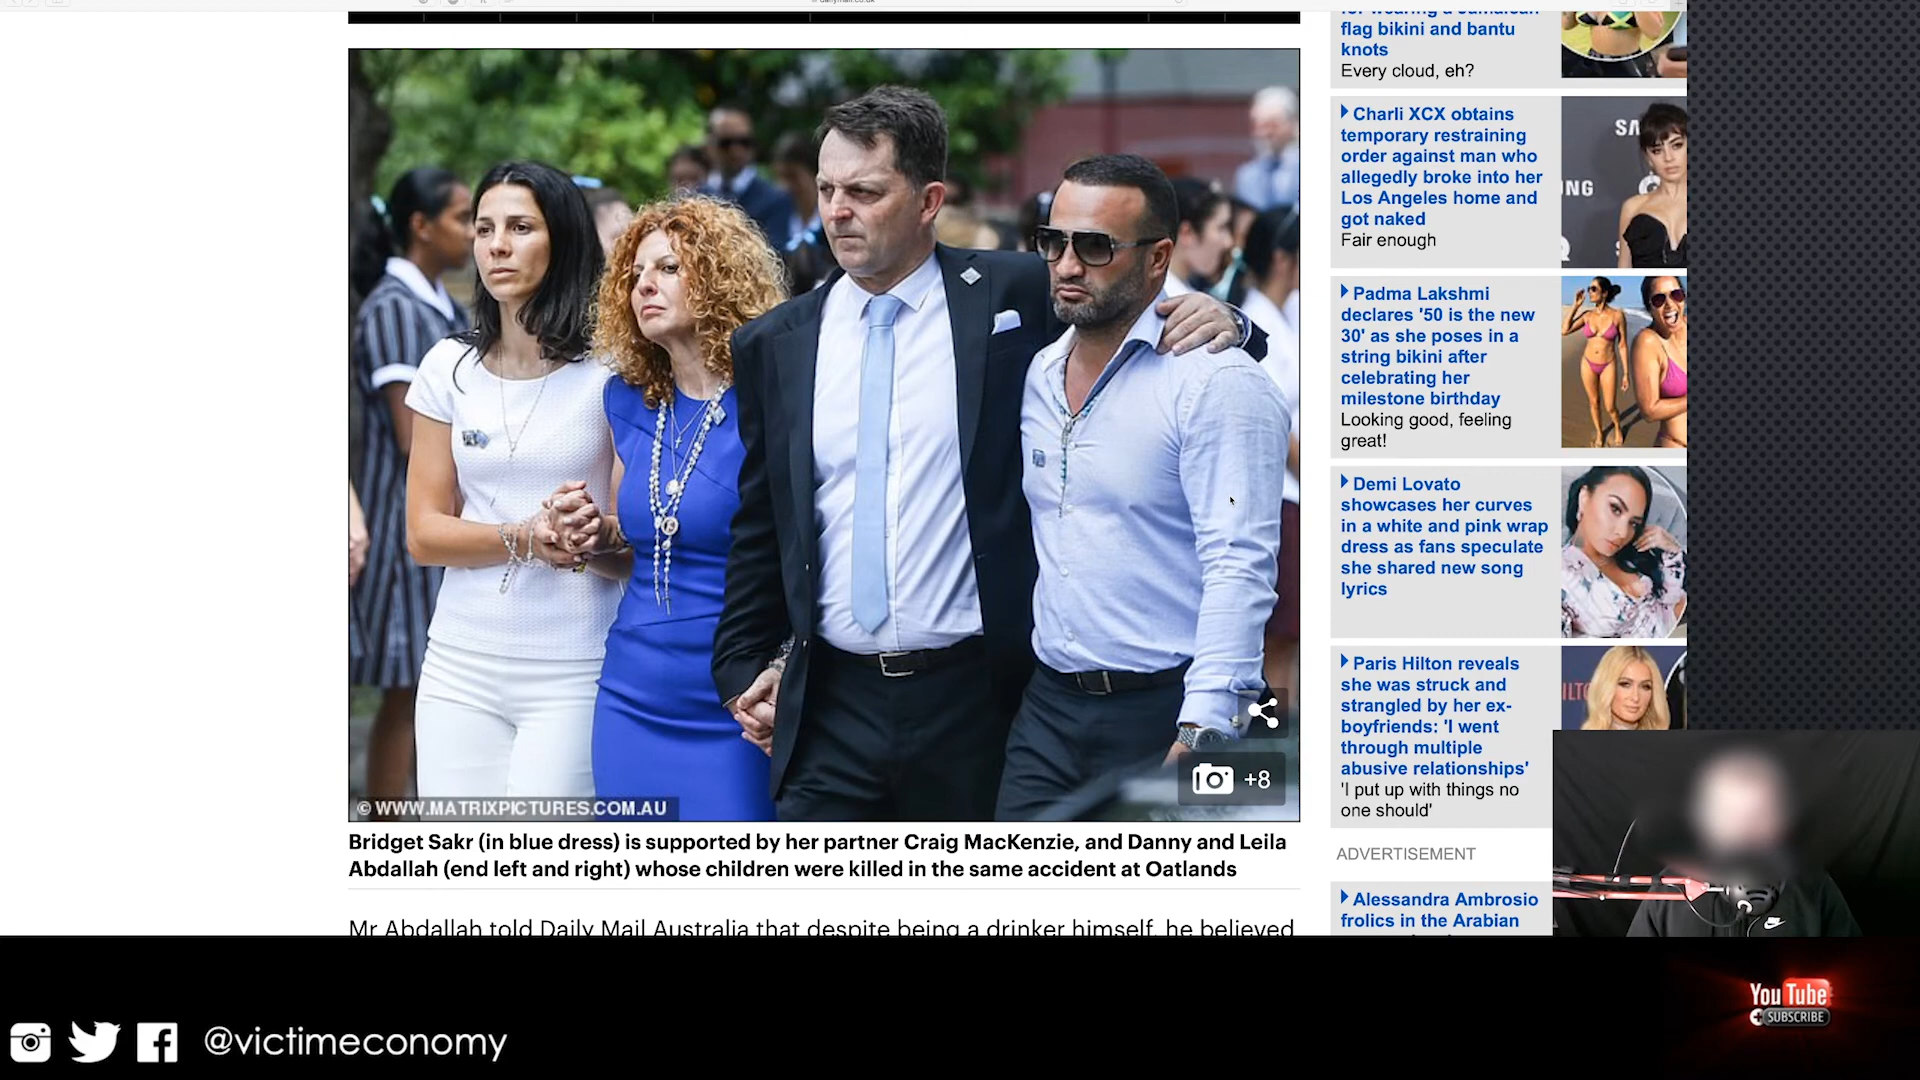 dailymail.co.uk
© WWW.MATRIXPICTURES.COM.AU
+8
Bridget Sakr (in blue dress) is supported by her partner Craig MacKenzie, and Danny and Leila
Abdallah (end left and right) whose children were killed in the same accident at Oatlands
Mr Abdallah told Daily Mail Australia that despite being a drinker himself, he believed
flag bikini and bantu
knots
Every cloud, eh?
Charli XCX obtains
temporary restraining
order against man who
allegedly broke into her
Los Angeles home and
got naked
Fair enough
Padma Lakshmi
declares '50 is the new
30' as she poses in a
string bikini after
celebrating her
milestone birthday
Looking good, feeling
great!
Demi Lovato
showcases her curves
in a white and pink wrap
dress as fans speculate
she shared new song
lyrics
Paris Hilton reveals
she was struck and
strangled by her ex-
boyfriends: 'I went
through multiple
abusive relationships'
'I put up with things no
one should'
ADVERTISEMENT
Alessandra Ambrosio
frolics in the Arabian
@victimeconomy
YouTube
SUBSCRIBE